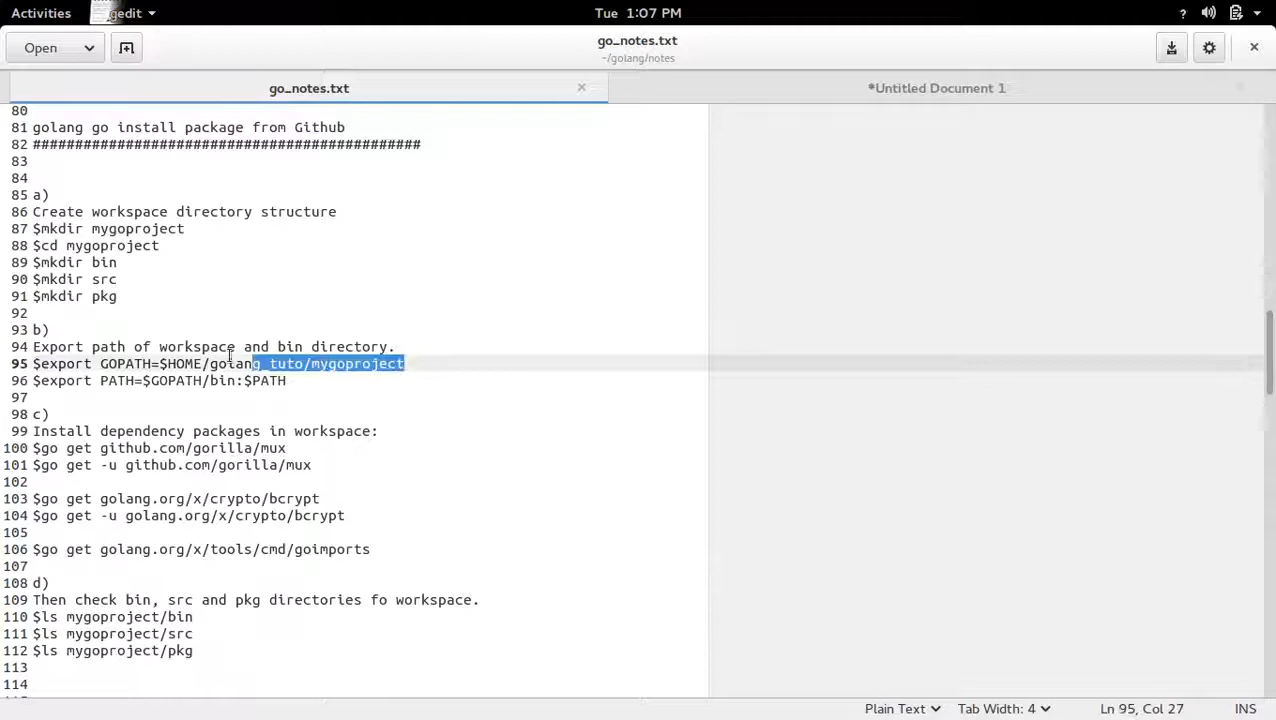 Activities gedit Tue 1:07 PM ?
Open go_notes.txt
~/golang/notes
go_notes.txt × *Untitled Document 1
80
81 golang go install package from Github
82 ##############################################
83
84
85 a)
86 Create workspace directory structure
87 $mkdir mygoproject
88 $cd mygoproject
89 $mkdir bin
90 $mkdir src
91 $mkdir pkg
92
93 b)
94 Export path of workspace and bin directory.
95 $export GOPATH=$HOME/golang_tuto/mygoproject
96 $export PATH=$GOPATH/bin:$PATH
97
98 c)
99 Install dependency packages in workspace:
100 $go get github.com/gorilla/mux
101 $go get -u github.com/gorilla/mux
102
103 $go get golang.org/x/crypto/bcrypt
104 $go get -u golang.org/x/crypto/bcrypt
105
106 $go get golang.org/x/tools/cmd/goimports
107
108 d)
109 Then check bin, src and pkg directories fo workspace.
110 $ls mygoproject/bin
111 $ls mygoproject/src
112 $ls mygoproject/pkg
113
114
Plain Text Tab Width: 4 Ln 95, Col 27 INS